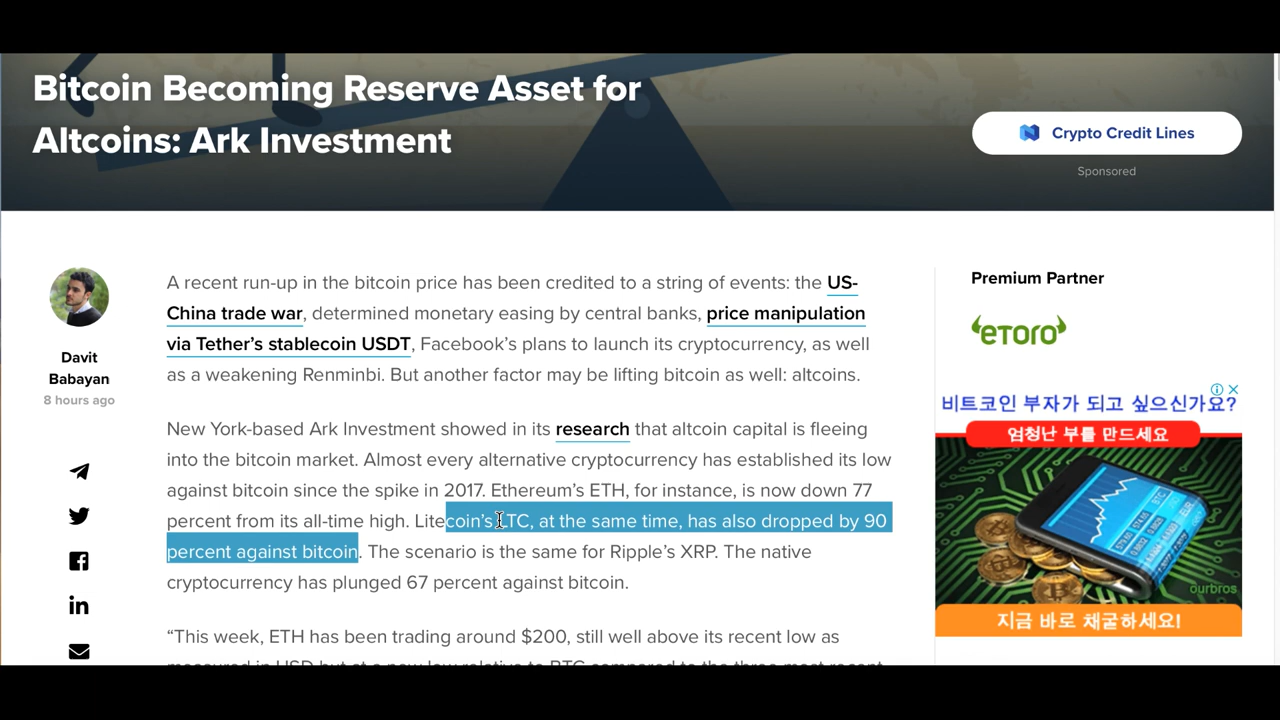 Bitcoin Becoming Reserve Asset for
Altcoins: Ark Investment
Crypto Credit Lines
Sponsored
Davit
Babayan
8 hours ago
A recent run-up in the bitcoin price has been credited to a string of events: the US-
China trade war, determined monetary easing by central banks, price manipulation
via Tether’s stablecoin USDT, Facebook’s plans to launch its cryptocurrency, as well
as a weakening Renminbi. But another factor may be lifting bitcoin as well: altcoins.
New York-based Ark Investment showed in its research that altcoin capital is fleeing
into the bitcoin market. Almost every alternative cryptocurrency has established its low
against bitcoin since the spike in 2017. Ethereum’s ETH, for instance, is now down 77
percent from its all-time high. Litecoin’s LTC, at the same time, has also dropped by 90
percent against bitcoin. The scenario is the same for Ripple’s XRP. The native
cryptocurrency has plunged 67 percent against bitcoin.
“This week, ETH has been trading around $200, still well above its recent low as
Premium Partner
eToro
비트코인 부자가 되고 싶으신가요?
엄청난 부를 만드세요
ourbros
지금 바로 채굴하세요!